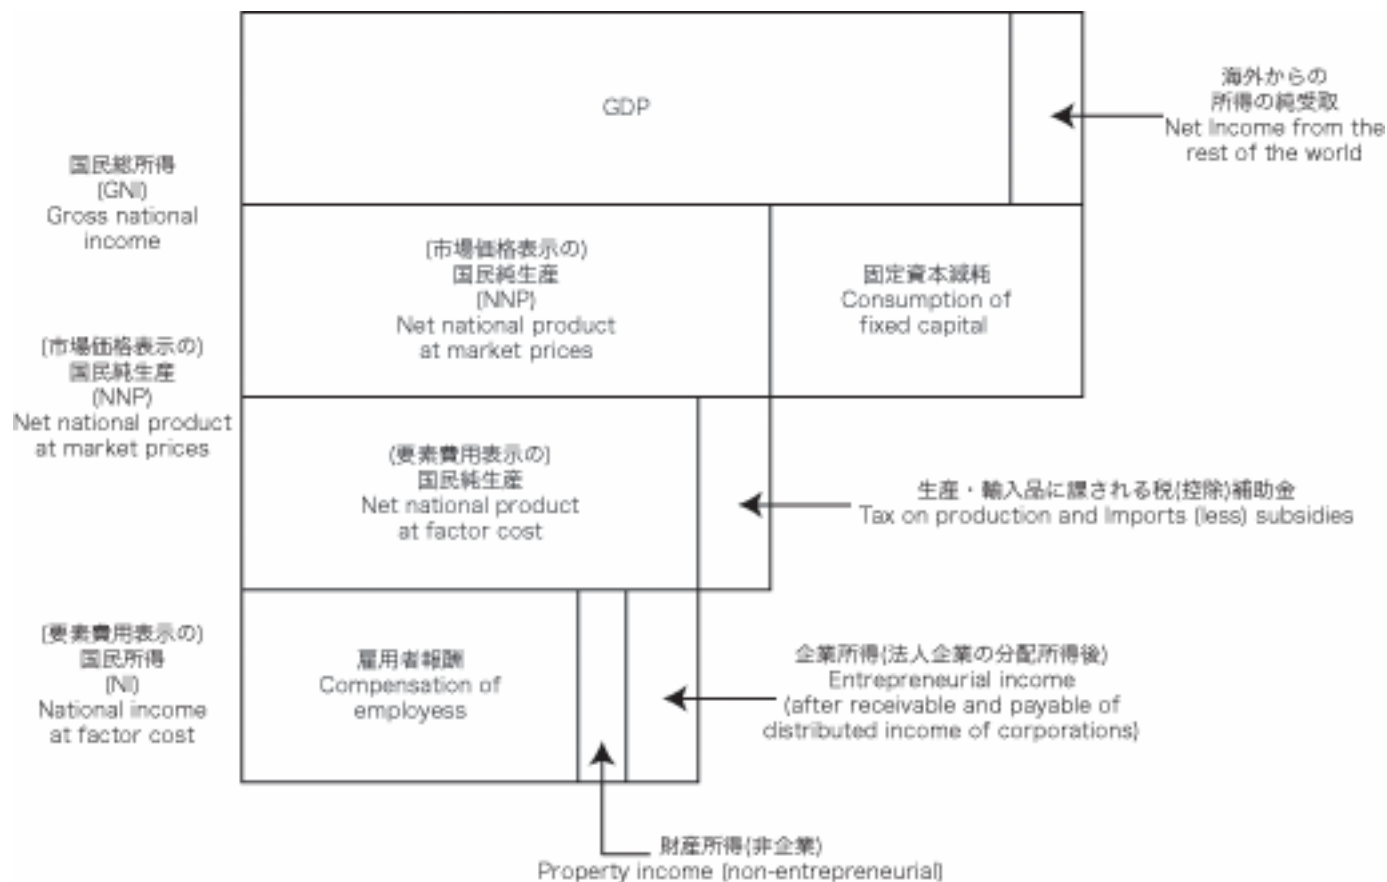 GDP
海外からの
所得の純受取
Net Income from the
rest of the world
国民総所得
(GNI)
Gross national
income
(市場価格表示の)
国民純生産
(NNP)
Net national product
at market prices
固定資本減耗
Consumption of
fixed capital
(市場価格表示の)
国民純生産
(NNP)
Net national product
at market prices
(要素費用表示の)
国民純生産
Net national product
at factor cost
生産・輸入品に課される税(控除)補助金
Tax on production and Imports (less) subsidies
(要素費用表示の)
国民所得
(NI)
National income
at factor cost
雇用者報酬
Compensation of
employess
企業所得(法人企業の分配所得後)
Entrepreneurial income
(after receivable and payable of
distributed income of corporations)
財産所得(非企業)
Property income (non-entrepreneurial)